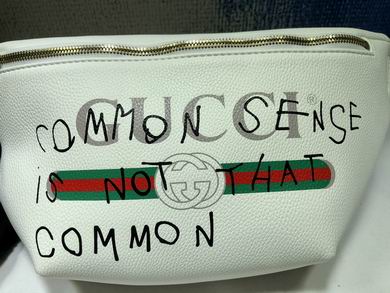 GUCCI®
COMMON SENSE
is NOT THAT
COMMON